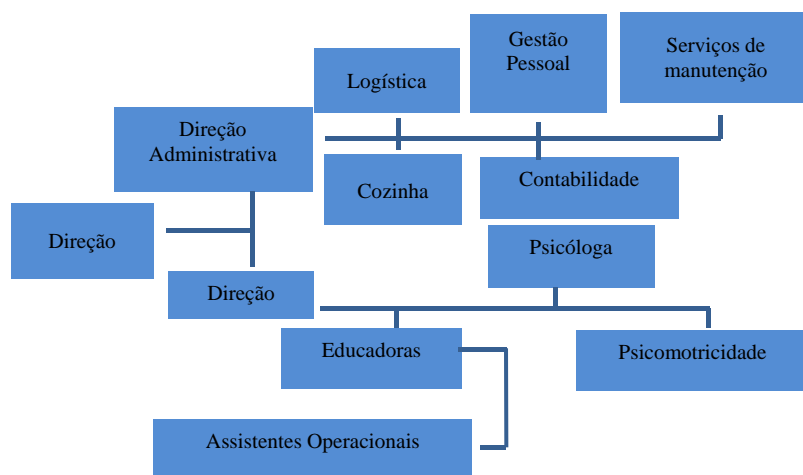 Gestão
Pessoal
Serviços de
manutenção
Logística
Direção
Administrativa
Cozinha
Contabilidade
Direção
Psicóloga
Direção
Educadoras
Psicomotricidade
Assistentes Operacionais